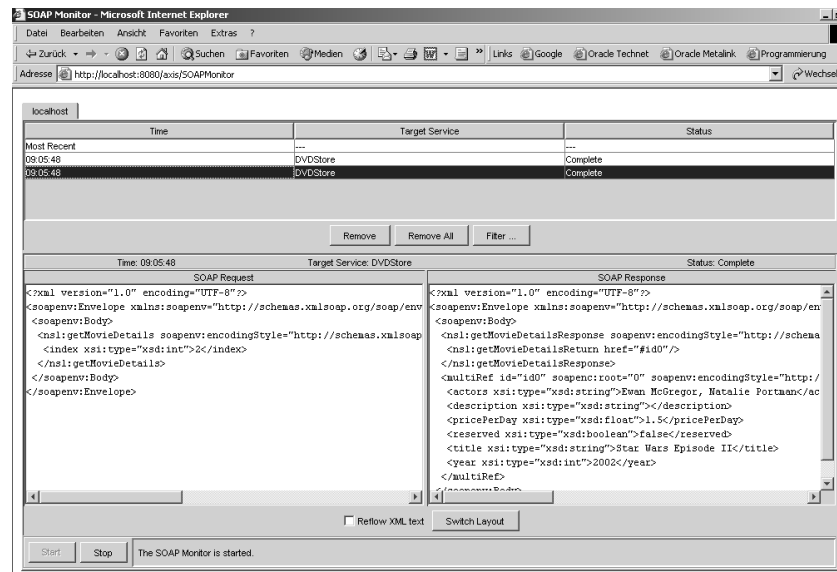 SOAP Monitor - Microsoft Internet Explorer
Datei Bearbeiten Ansicht Favoriten Extras ?
Zurück Suchen Favoriten Medien Links Google Oracle Technet Oracle Metalink Programmierung
Adresse http://localhost:8080/axis/SOAPMonitor Wechsel
localhost
Time Target Service Status
Most Recent --- ---
09:05:48 DVDStore Complete
09:05:48 DVDStore Complete
Remove Remove All Filter ...
Time: 09:05:48 Target Service: DVDStore Status: Complete
SOAP Request
<?xml version="1.0" encoding="UTF-8"?>
<soapenv:Envelope xmlns:soapenv="http://schemas.xmlsoap.org/soap/env
<soapenv:Body>
<ns1:getMovieDetails soapenv:encodingStyle="http://schemas.xmlsoap
<index xsi:type="xsd:int">2</index>
</ns1:getMovieDetails>
</soapenv:Body>
</soapenv:Envelope>
SOAP Response
<?xml version="1.0" encoding="UTF-8"?>
<soapenv:Envelope xmlns:soapenv="http://schemas.xmlsoap.org/soap/en
<soapenv:Body>
<ns1:getMovieDetailsResponse soapenv:encodingStyle="http://schema
<ns1:getMovieDetailsReturn href="#id0"/>
</ns1:getMovieDetailsResponse>
<multiRef id="id0" soapenc:root="0" soapenv:encodingStyle="http:/
<actors xsi:type="xsd:string">Ewan McGregor, Natalie Portman</ac
<description xsi:type="xsd:string"></description>
<pricePerDay xsi:type="xsd:float">1.5</pricePerDay>
<reserved xsi:type="xsd:boolean">false</reserved>
<title xsi:type="xsd:string">Star Wars Episode II</title>
<year xsi:type="xsd:int">2002</year>
</multiRef>
</soapenv:Body>
Reflow XML text Switch Layout
Start Stop The SOAP Monitor is started.